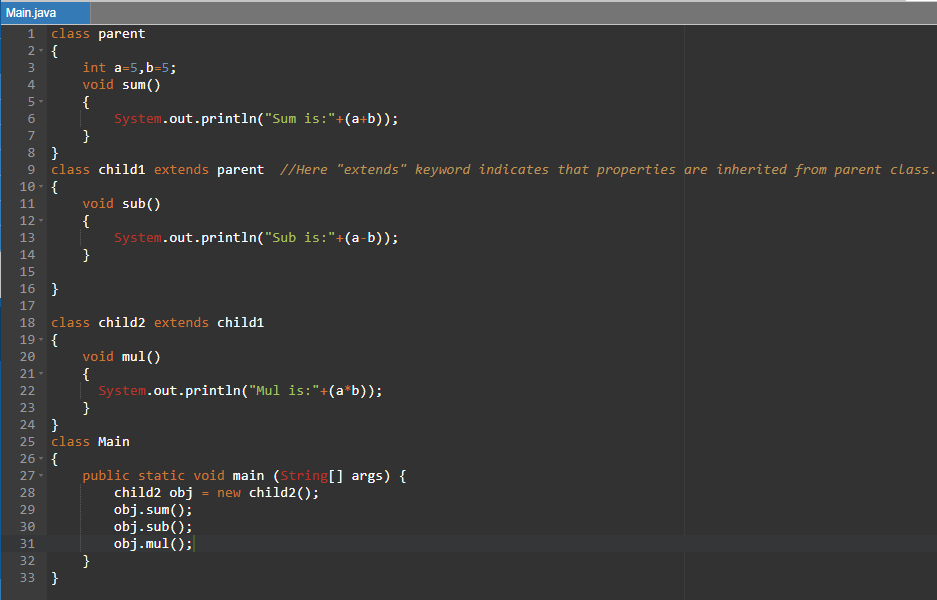 Main.java
1 class parent
2 {
3     int a=5,b=5;
4     void sum()
5     {
6         System.out.println("Sum is:"+(a+b));
7     }
8 }
9 class child1 extends parent  //Here "extends" keyword indicates that properties are inherited from parent class.
10 {
11     void sub()
12     {
13         System.out.println("Sub is:"+(a-b));
14     }
15
16 }
17
18 class child2 extends child1
19 {
20     void mul()
21     {
22       System.out.println("Mul is:"+(a*b));
23     }
24 }
25 class Main
26 {
27     public static void main (String[] args) {
28         child2 obj = new child2();
29         obj.sum();
30         obj.sub();
31         obj.mul();
32     }
33 }